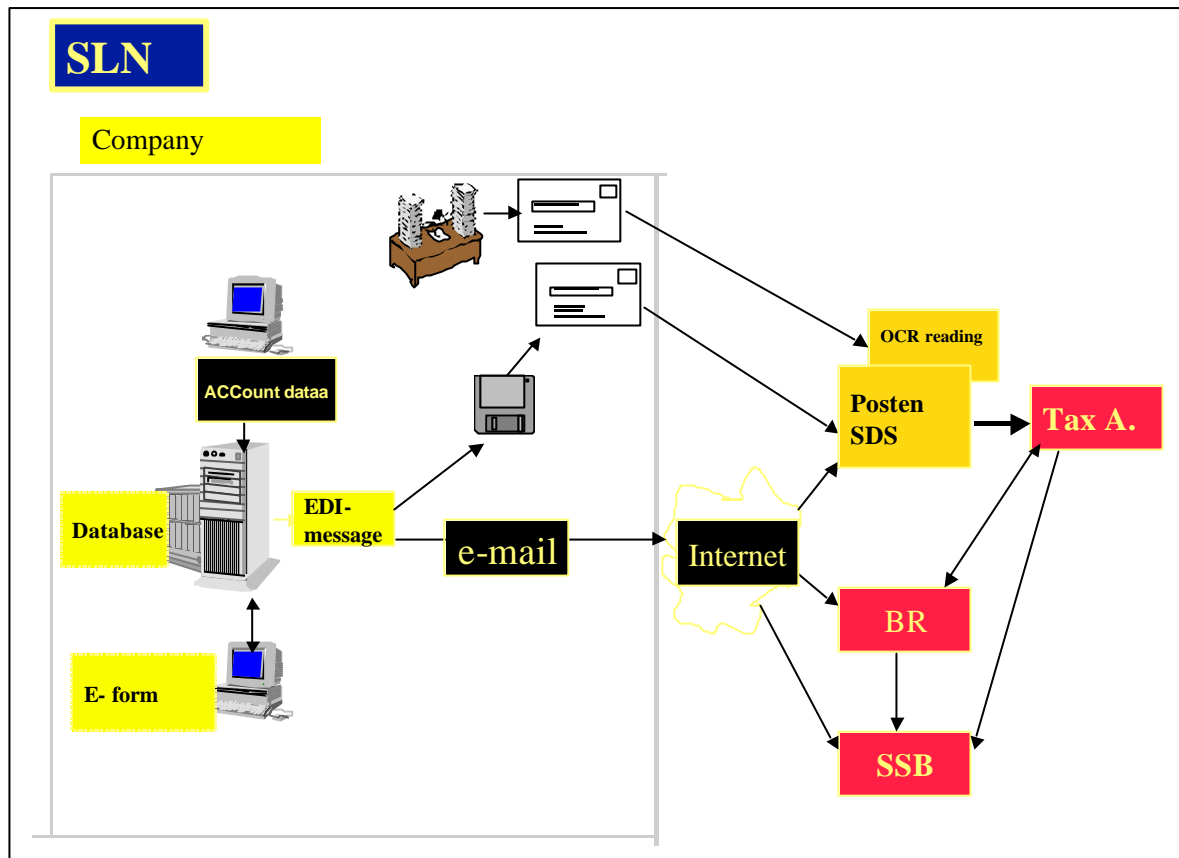 SLN
Company
OCR reading
ACCount dataa
Posten
SDS
Tax A.
Database
EDI-
message
e-mail
Internet
BR
E- form
SSB